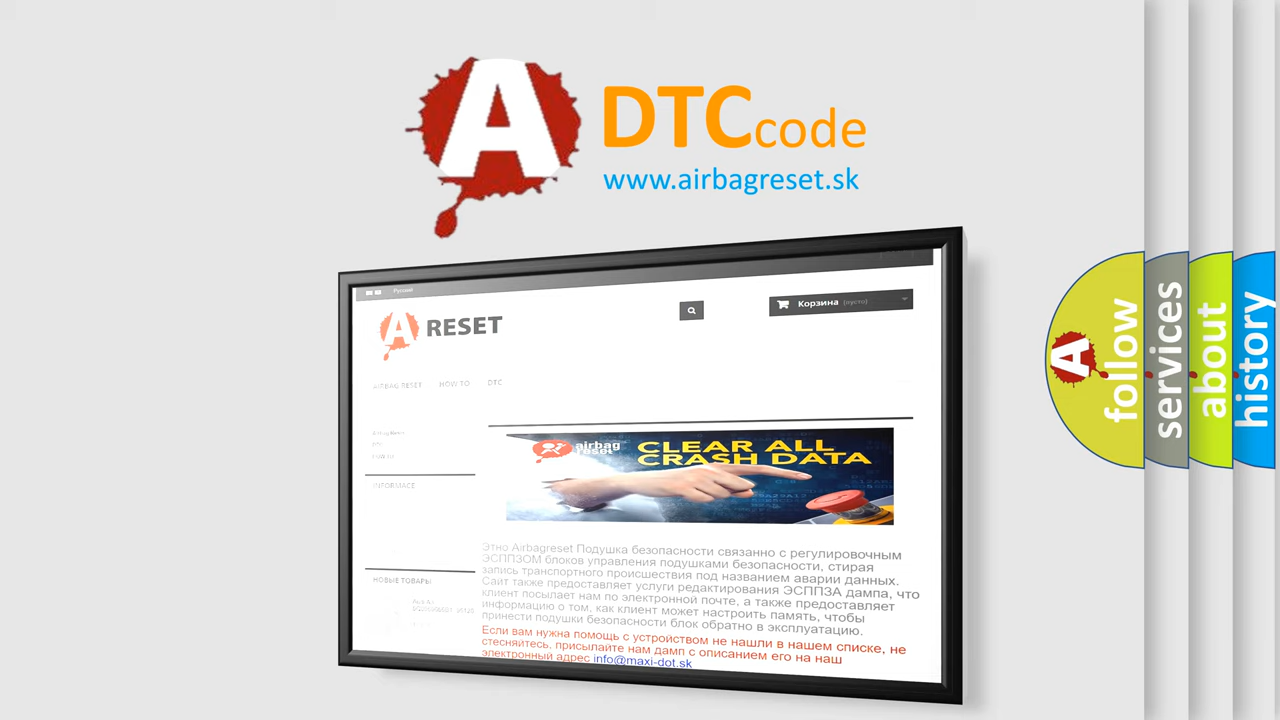 A
DTCcode
www.airbagreset.sk
Русский
A RESET
Корзина (пусто)
AIRBAG RESET HOW TO DTC
INFORMACE
airbag reset
CLEAR ALL
CRASH DATA
Этно Airbagreset Подушка безопасности связанно с регулировочным
ЭСППЗОМ блоков управления подушками безопасности, стирая
запись транспортного происшествия под названием аварии данных.
Сайт также предоставляет услуги редактирования ЭСППЗА дампа, что
клиент посылает нам по электронной почте, а также предоставляет
информацию о том, как клиент может настроить память, чтобы
принести подушки безопасности блок обратно в эксплуатацию.
Если вам нужна помощь с устройством не нашли в нашем списке, не
стесняйтесь, присылайте нам дамп с описанием его на наш
электронный адрес info@maxi-dot.sk
НОВЫЕ ТОВАРЫ
A
follow
services
about
history